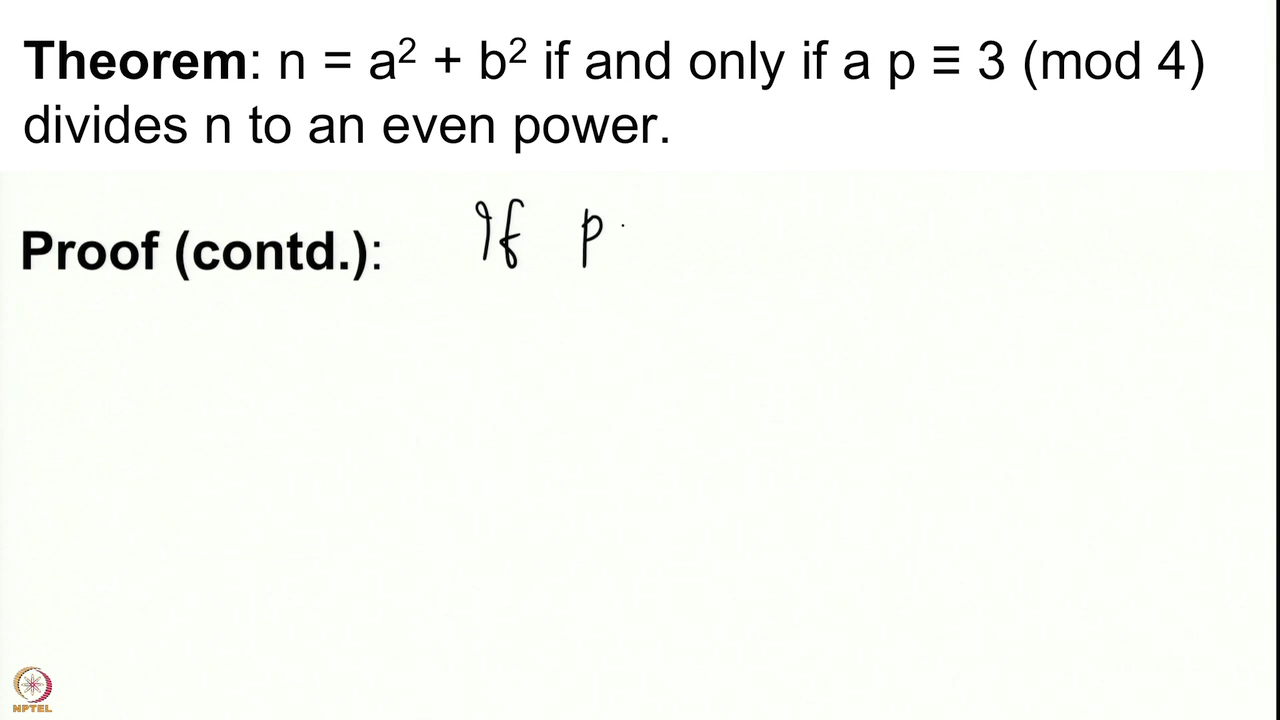 Theorem: n = a² + b² if and only if a p ≡ 3 (mod 4)
divides n to an even power.
Proof (contd.): If p
NPTEL